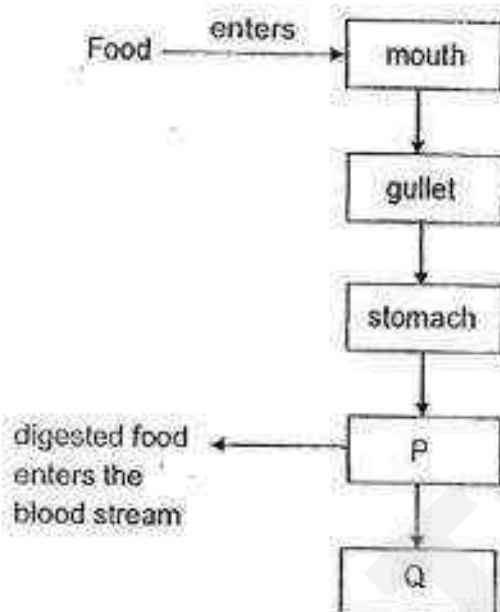 enters
Food
mouth
gullet
stomach
P
digested food
enters the
blood stream
Q